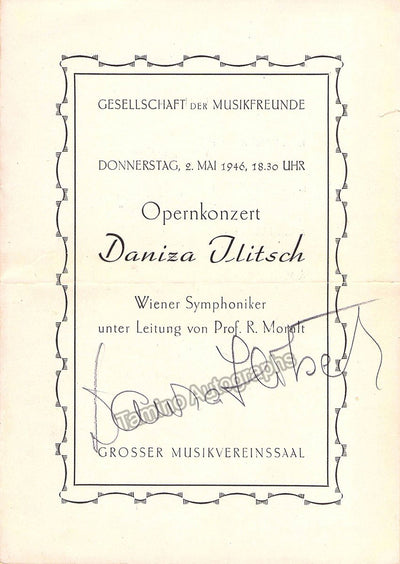 GESELLSCHAFT DER MUSIKFREUNDE
DONNERSTAG, 2. MAI 1946, 18.30 UHR
Opernkonzert
Daniza Ilitsch
Wiener Symphoniker
unter Leitung von Prof. R. Moralt
Tamino Autographs
GROSSER MUSIKVEREINSSAAL